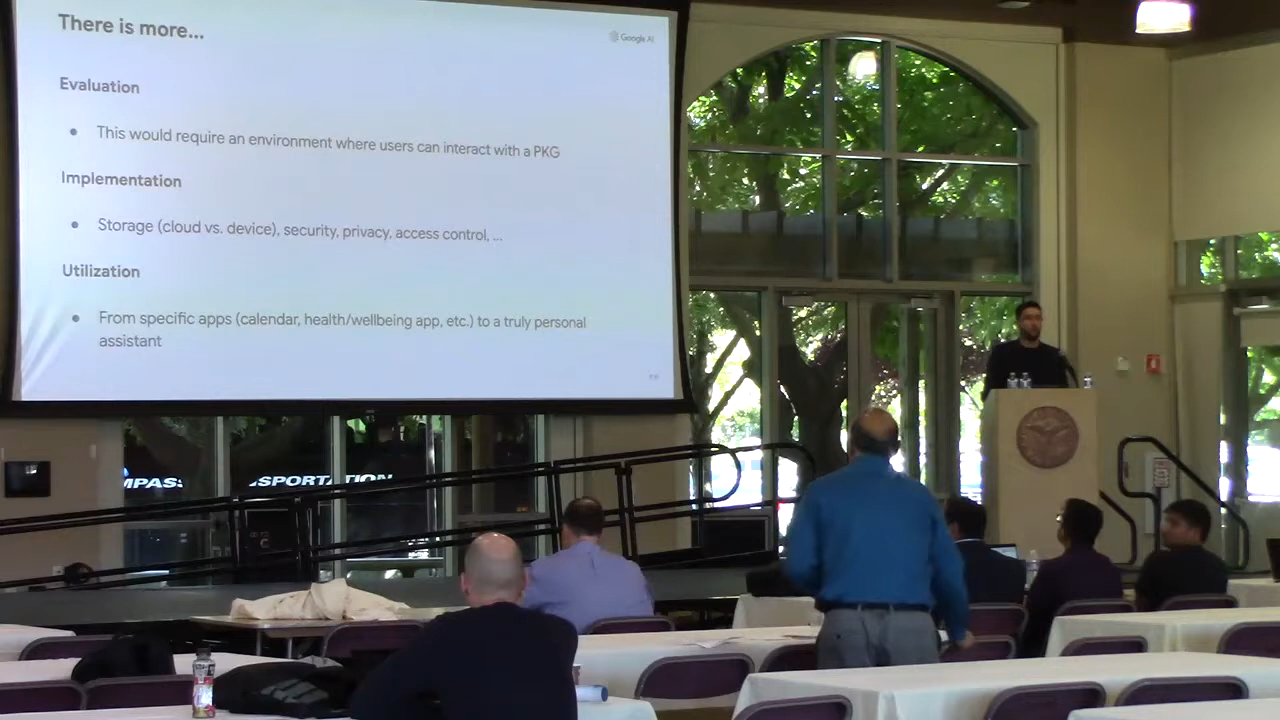 There is more...
Google AI
Evaluation
• This would require an environment where users can interact with a PKG
Implementation
• Storage (cloud vs. device), security, privacy, access control, ...
Utilization
• From specific apps (calendar, health/wellbeing app, etc.) to a truly personal
assistant
MPASS
SPORTATION